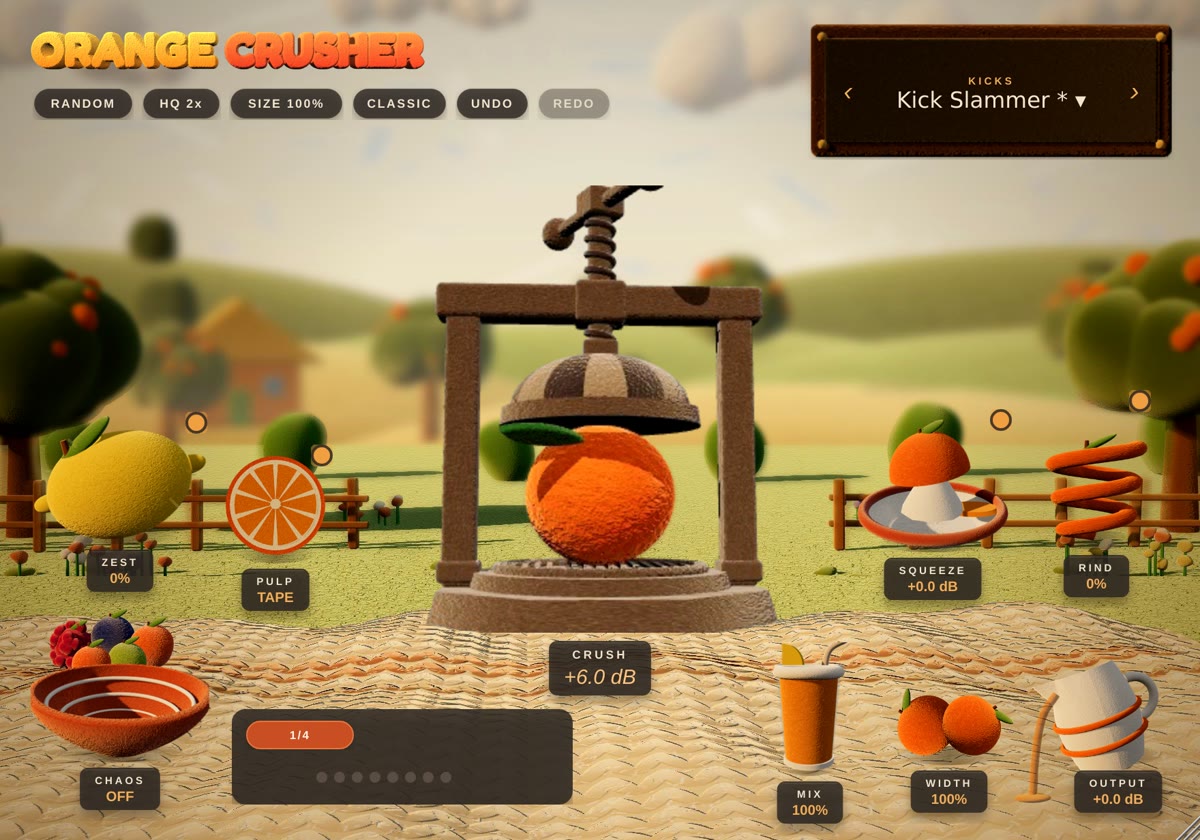 ORANGE CRUSHER
RANDOM
HQ 2x
SIZE 100%
CLASSIC
UNDO
REDO
KICKS
‹ Kick Slammer * ▾ ›
ZEST
0%
PULP
TAPE
SQUEEZE
+0.0 dB
RIND
0%
CRUSH
+6.0 dB
CHAOS
OFF
1/4
MIX
100%
WIDTH
100%
OUTPUT
+0.0 dB